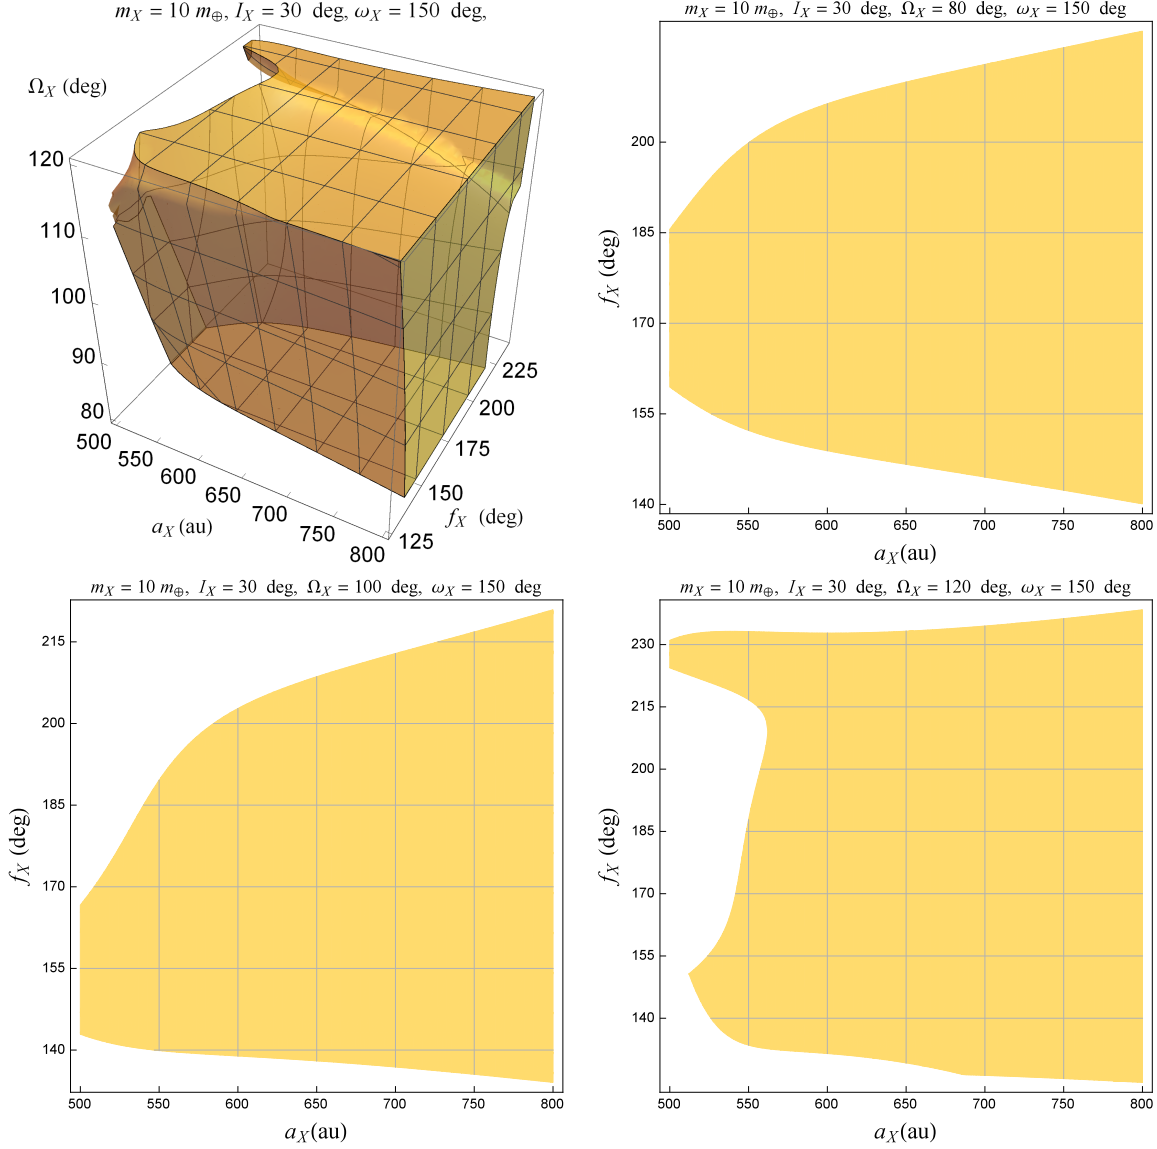 m_X = 10 m_⊕, I_X = 30 deg, ω_X = 150 deg,
Ω_X (deg)
120
110
100
90
80
500
550
600
650
700
750
800
a_X (au)
125
150
175
200
225
f_X (deg)
m_X = 10 m_⊕, I_X = 30 deg, Ω_X = 80 deg, ω_X = 150 deg
200
185
170
155
140
f_X (deg)
500 550 600 650 700 750 800
a_X(au)
m_X = 10 m_⊕, I_X = 30 deg, Ω_X = 100 deg, ω_X = 150 deg
215
200
185
170
155
140
f_X (deg)
500 550 600 650 700 750 800
a_X(au)
m_X = 10 m_⊕, I_X = 30 deg, Ω_X = 120 deg, ω_X = 150 deg
230
215
200
185
170
155
140
f_X (deg)
500 550 600 650 700 750 800
a_X(au)